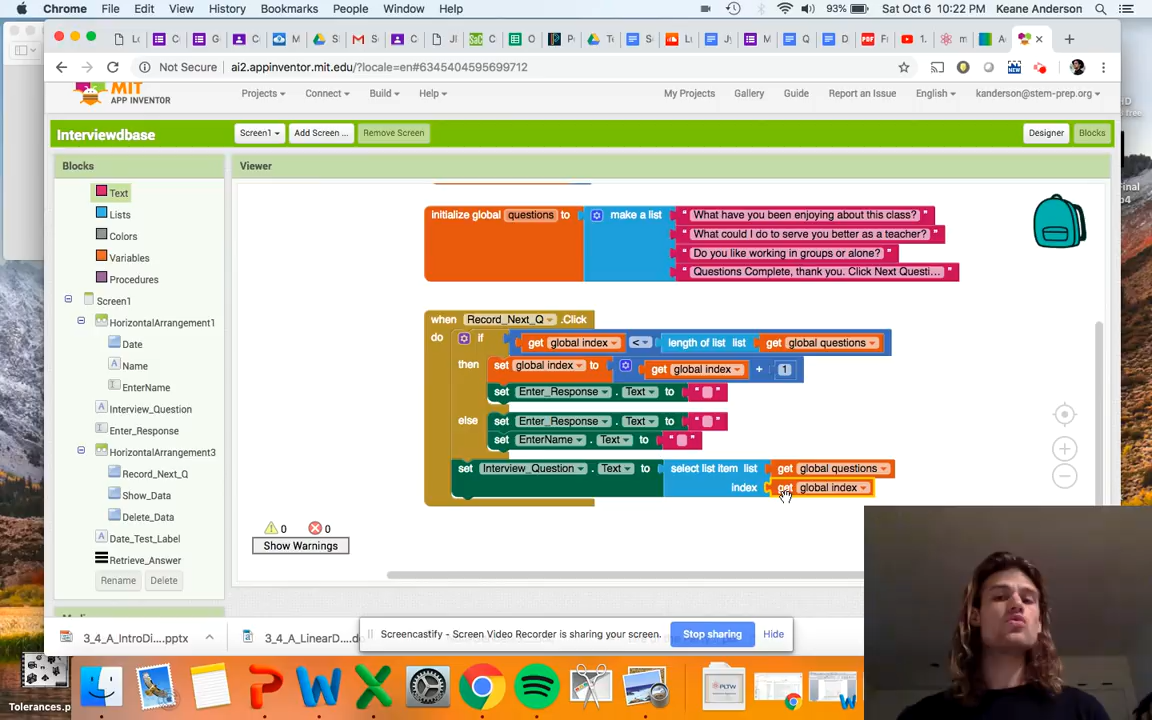 Chrome File Edit View History Bookmarks People Window Help 93% Sat Oct 6 10:22 PM Keane Anderson
Not Secure ai2.appinventor.mit.edu/?locale=en#6345404595699712
MIT
APP INVENTOR
Projects Connect Build Help My Projects Gallery Guide Report an Issue English kanderson@stem-prep.org
Interviewdbase Screen1 Add Screen ... Remove Screen Designer Blocks
Blocks Viewer
Text
Lists
Colors
Variables
Procedures
Screen1
HorizontalArrangement1
Date
Name
EnterName
Interview_Question
Enter_Response
HorizontalArrangement3
Record_Next_Q
Show_Data
Delete_Data
Date_Test_Label
Retrieve_Answer
Rename Delete
initialize global questions to make a list " What have you been enjoying about this class? "
" What could I do to serve you better as a teacher? "
" Do you like working in groups or alone? "
" Questions Complete, thank you. Click Next Questi... "
when Record_Next_Q .Click
do if get global index < length of list list get global questions
then set global index to get global index + 1
set Enter_Response . Text to " "
else set Enter_Response . Text to " "
set EnterName . Text to " "
set Interview_Question . Text to select list item list get global questions
index get global index
0 0
Show Warnings
3_4_A_IntroDi....pptx 3_4_A_LinearD....do
Screencastify - Screen Video Recorder is sharing your screen. Stop sharing Hide
Tolerances.p
PLTW